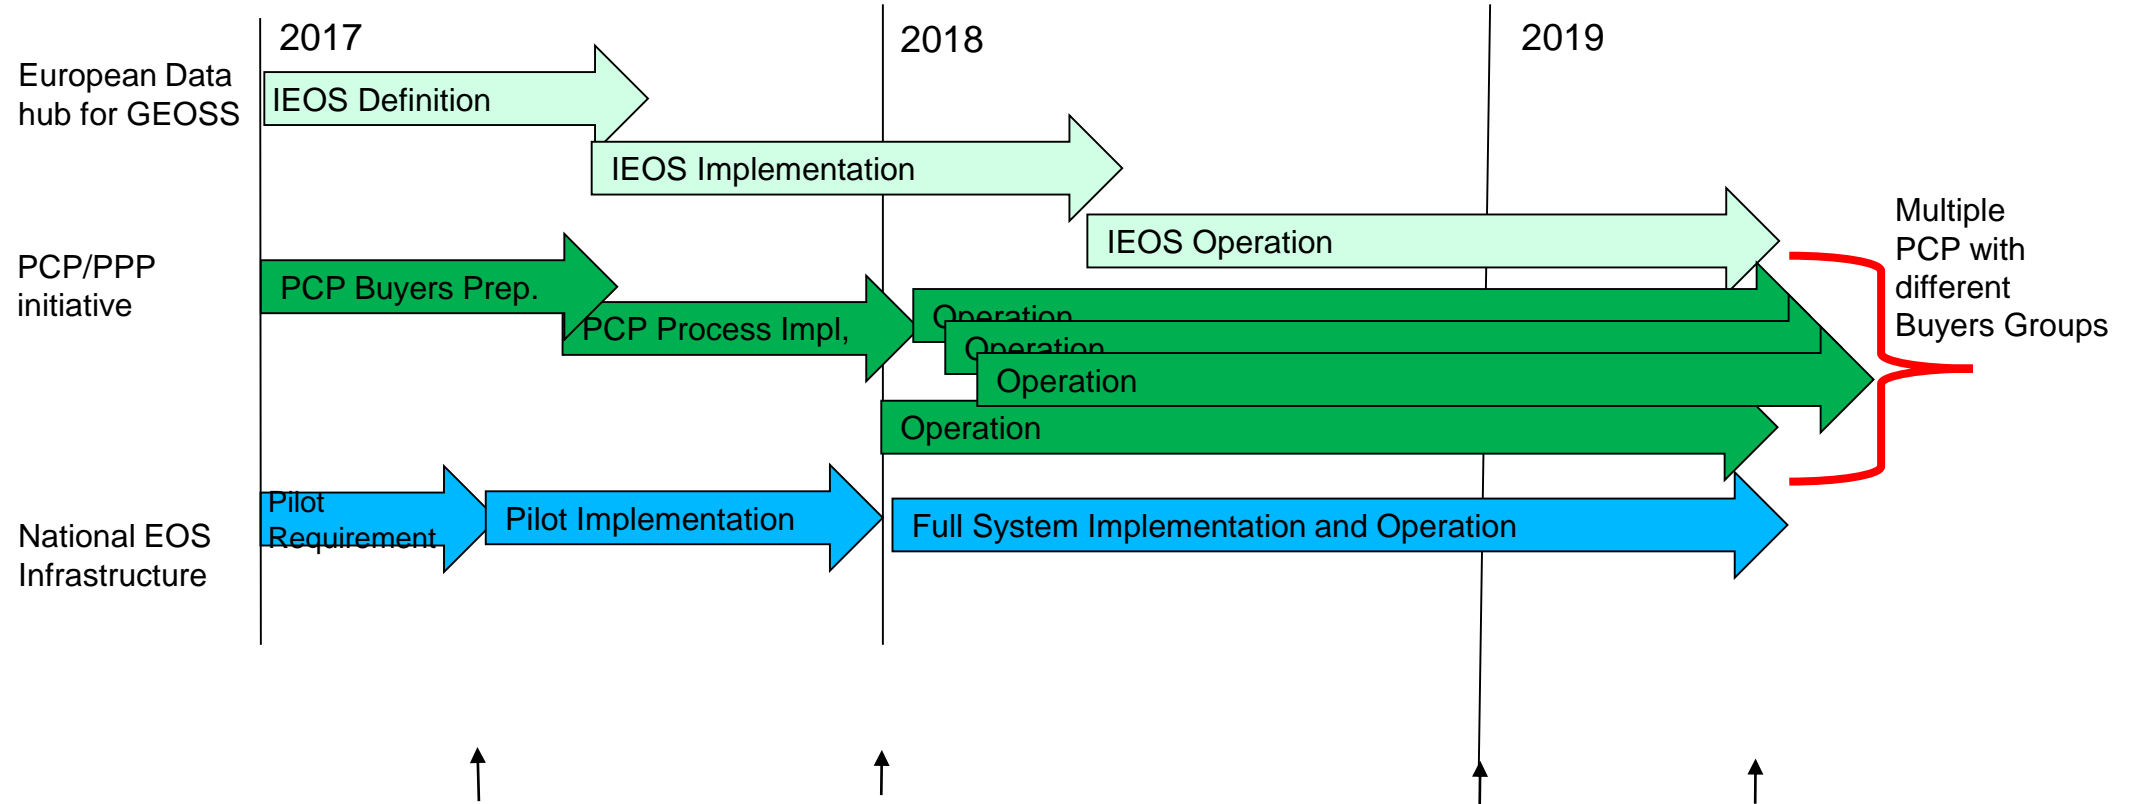 2017
2018
2019
European Data
hub for GEOSS
IEOS Definition
IEOS Implementation
IEOS Operation
Multiple
PCP with
different
Buyers Groups
PCP/PPP
initiative
PCP Buyers Prep.
PCP Process Impl,
Operation
Operation
Operation
Operation
National EOS
Infrastructure
Pilot
Requirement
Pilot Implementation
Full System Implementation and Operation